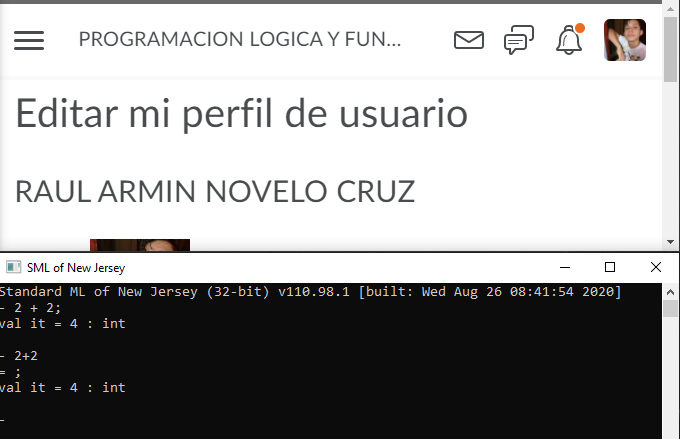 PROGRAMACION LOGICA Y FUN...
Editar mi perfil de usuario
RAUL ARMIN NOVELO CRUZ
SML of New Jersey
Standard ML of New Jersey (32-bit) v110.98.1 [built: Wed Aug 26 08:41:54 2020]
- 2 + 2;
val it = 4 : int
- 2+2
= ;
val it = 4 : int
-